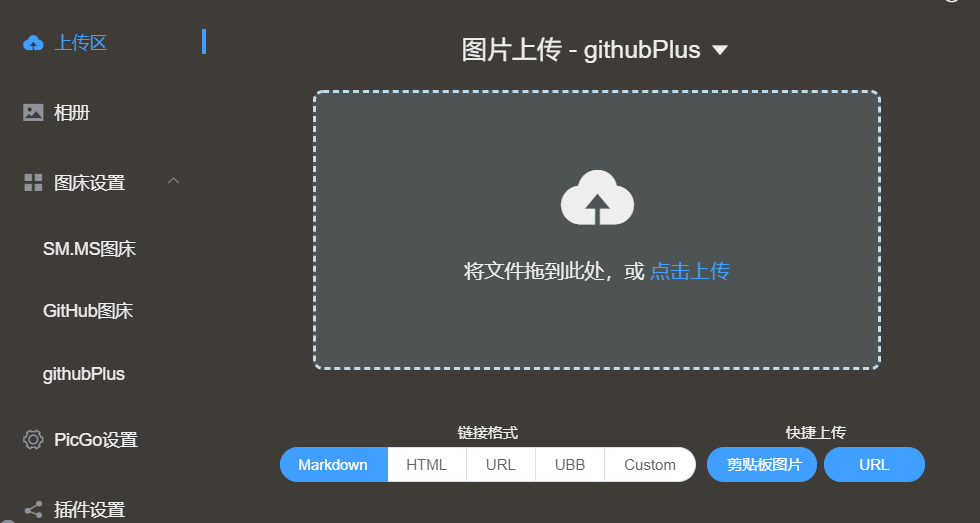 上传区
相册
图床设置
SM.MS图床
GitHub图床
githubPlus
PicGo设置
插件设置
图片上传 - githubPlus
将文件拖到此处，或 点击上传
链接格式
Markdown HTML URL UBB Custom
快捷上传
剪贴板图片 URL